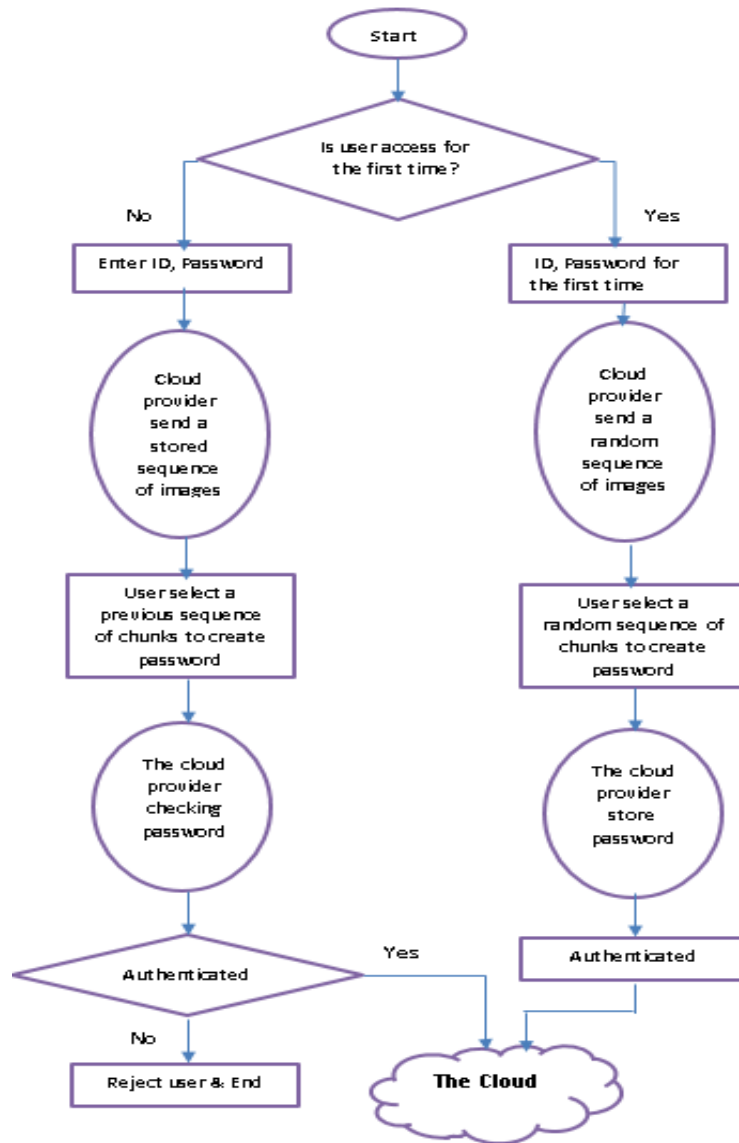 Start
Is user access for
the first time?
No
Yes
Enter ID, Password
ID, Password for
the first time
Cloud
provider
send a
stored
sequence
of images
Cloud
provider
send a
random
sequence
of images
User select a
previous sequence
of chunks to create
password
User select a
random sequence of
chunks to create
password
The cloud
provider
checking
password
The cloud
provider
store
password
Authenticated
Yes
Authenticated
No
Reject user & End
The Cloud